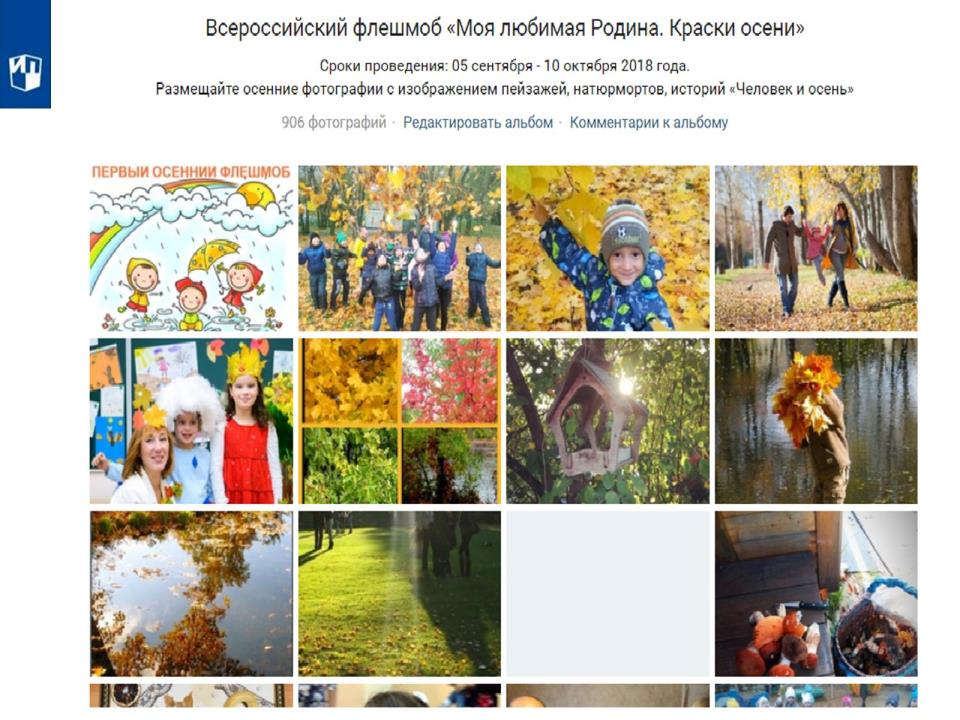 Всероссийский флешмоб «Моя любимая Родина. Краски осени»
Сроки проведения: 05 сентября - 10 октября 2018 года.
Размещайте осенние фотографии с изображением пейзажей, натюрмортов, историй «Человек и осень»
906 фотографий · Редактировать альбом · Комментарии к альбому
ПЕРВЫЙ ОСЕННИЙ ФЛЕШМОБ